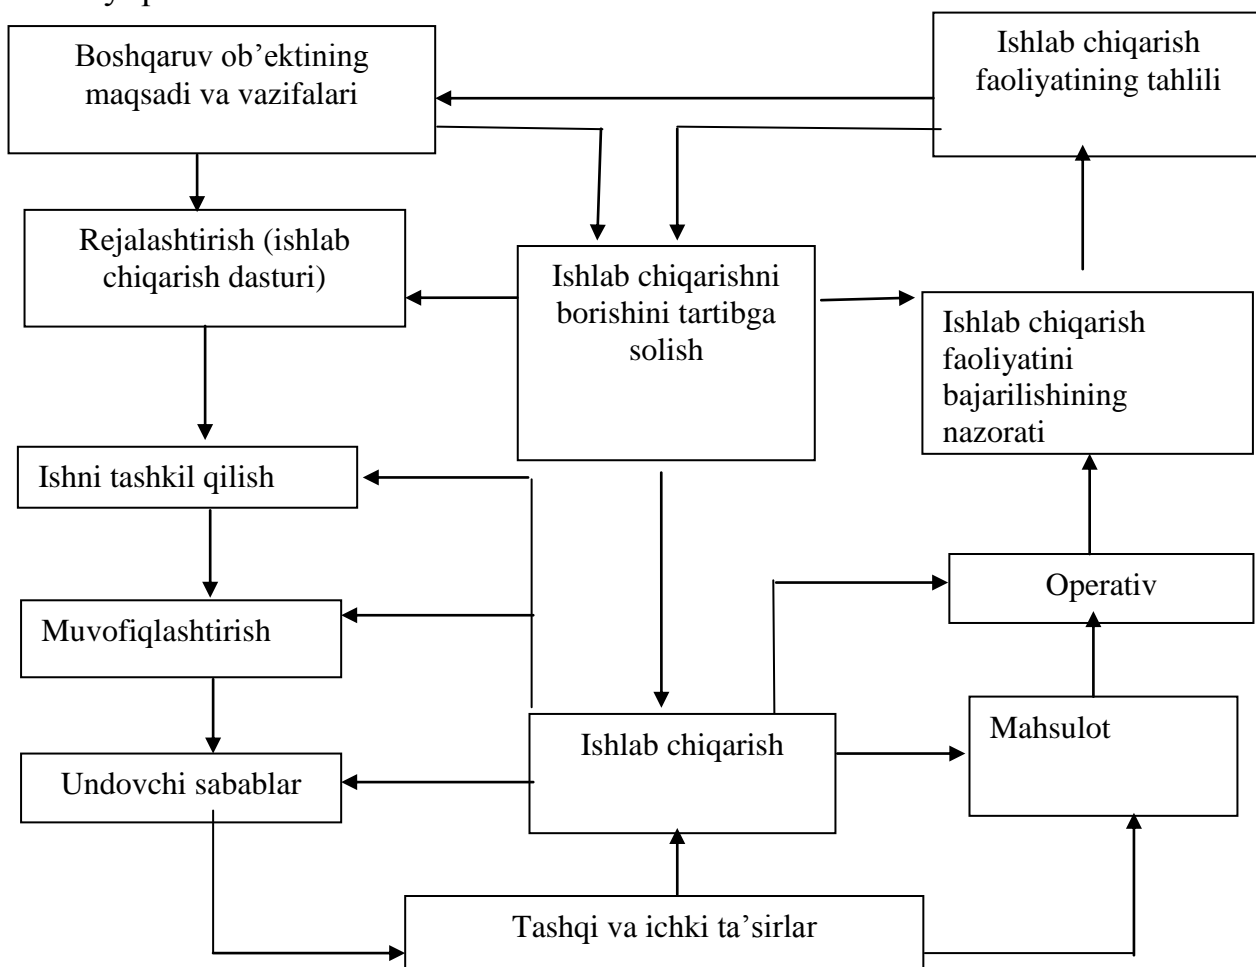 Boshqaruv ob’ektining
maqsadi va vazifalari
Ishlab chiqarish
faoliyatining tahlili
Rejalashtirish (ishlab
chiqarish dasturi)
Ishlab chiqarishni
borishini tartibga
solish
Ishlab chiqarish
faoliyatini
bajarilishining
nazorati
Ishni tashkil qilish
Operativ
Muvofiqlashtirish
Mahsulot
Ishlab chiqarish
Undovchi sabablar
Tashqi va ichki ta’sirlar